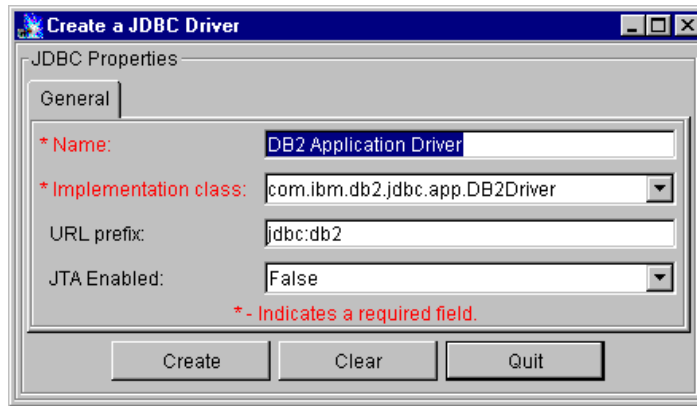 Create a JDBC Driver
JDBC Properties
General
* Name: DB2 Application Driver
* Implementation class: com.ibm.db2.jdbc.app.DB2Driver
URL prefix: jdbc:db2
JTA Enabled: False
* - Indicates a required field.
Create Clear Quit